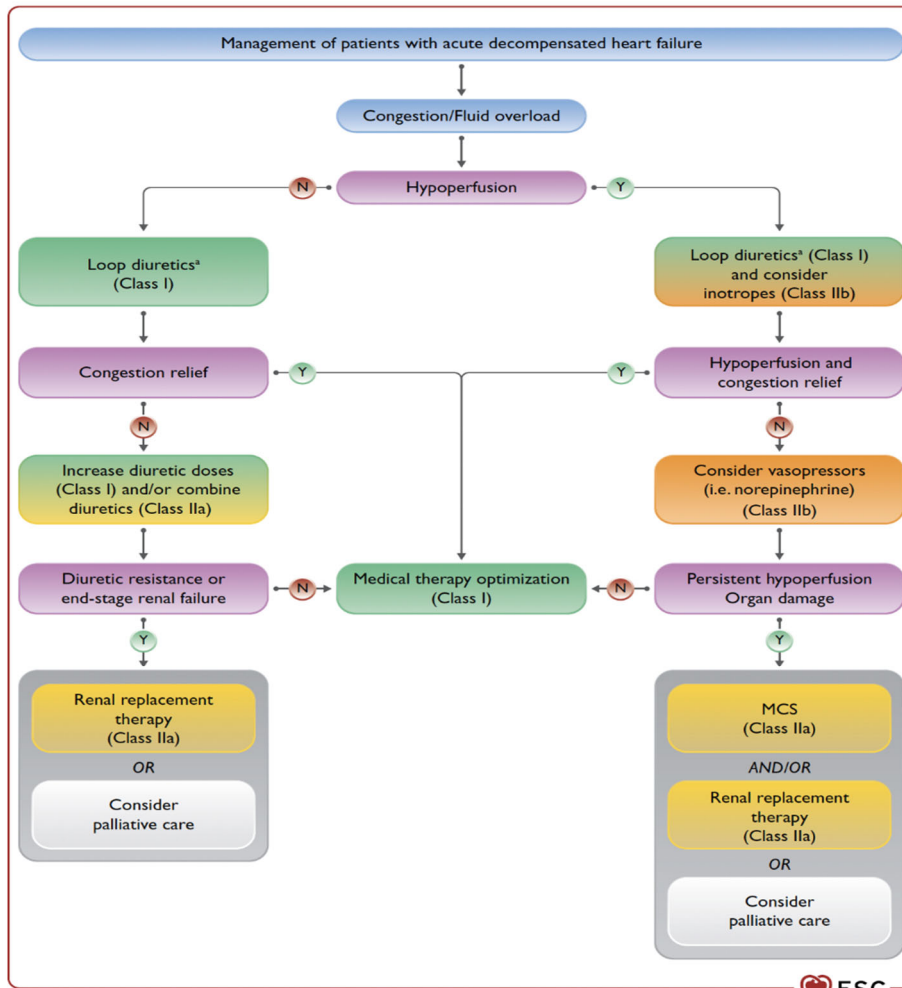 Management of patients with acute decompensated heart failure
Congestion/Fluid overload
N
Hypoperfusion
Y
Loop diureticsª
(Class I)
Loop diureticsª (Class I)
and consider
inotropes (Class IIb)
Congestion relief
Y
Y
Hypoperfusion and
congestion relief
N
N
Increase diuretic doses
(Class I) and/or combine
diuretics (Class IIa)
Consider vasopressors
(i.e. norepinephrine)
(Class IIb)
Diuretic resistance or
end-stage renal failure
N
Medical therapy optimization
(Class I)
N
Persistent hypoperfusion
Organ damage
Y
Y
Renal replacement
therapy
(Class IIa)
OR
Consider
palliative care
MCS
(Class IIa)
AND/OR
Renal replacement
therapy
(Class IIa)
OR
Consider
palliative care
ESC